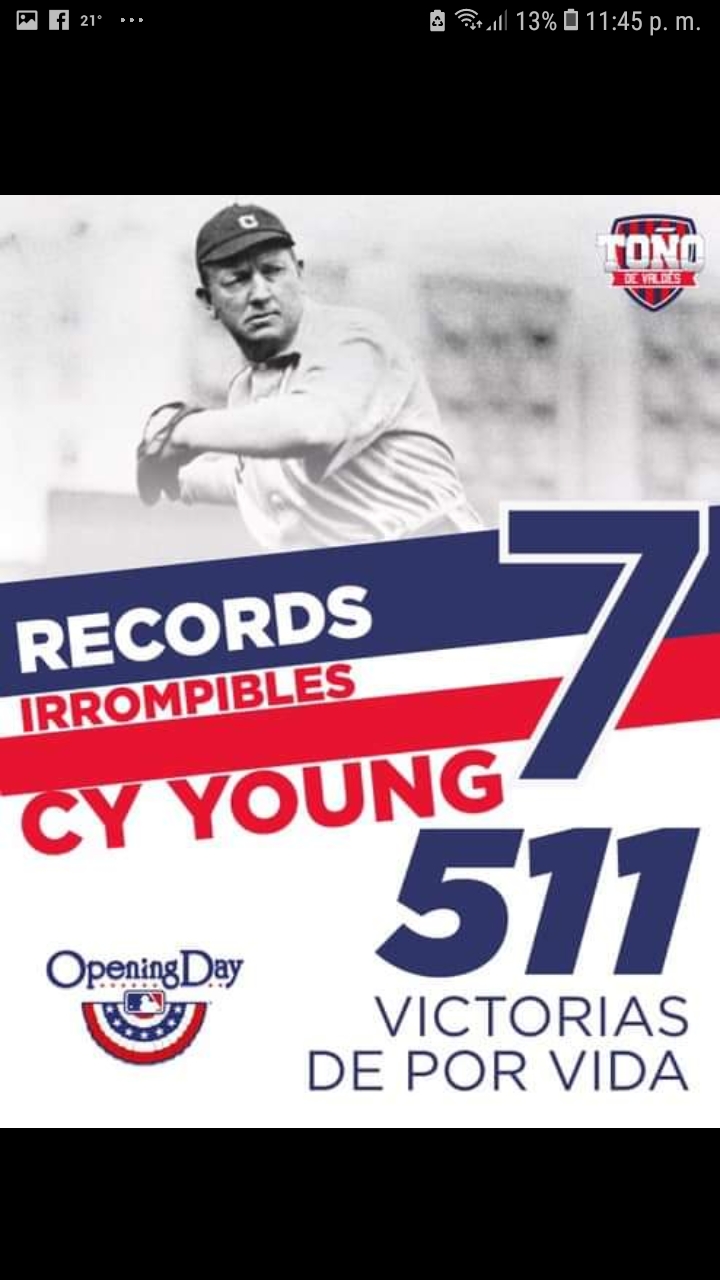 21° ... 13% 11:45 p. m.
C
TOÑO
DE VALDÉS
7
RECORDS
IRROMPIBLES
CY YOUNG
511
Opening Day
VICTORIAS
DE POR VIDA